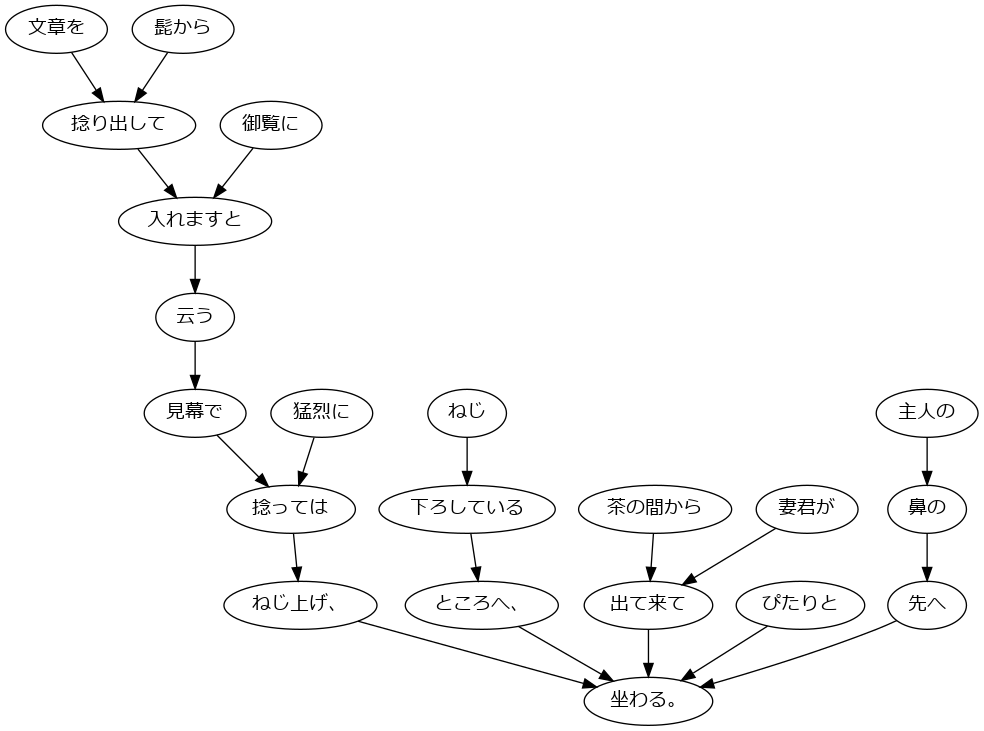 文章を 髭から
捻り出して 御覧に
入れますと
云う
見幕で 猛烈に ねじ 主人の
捻っては 下ろしている 茶の間から 妻君が 鼻の
ねじ上げ、 ところへ、 出て来て ぴたりと 先へ
坐わる。